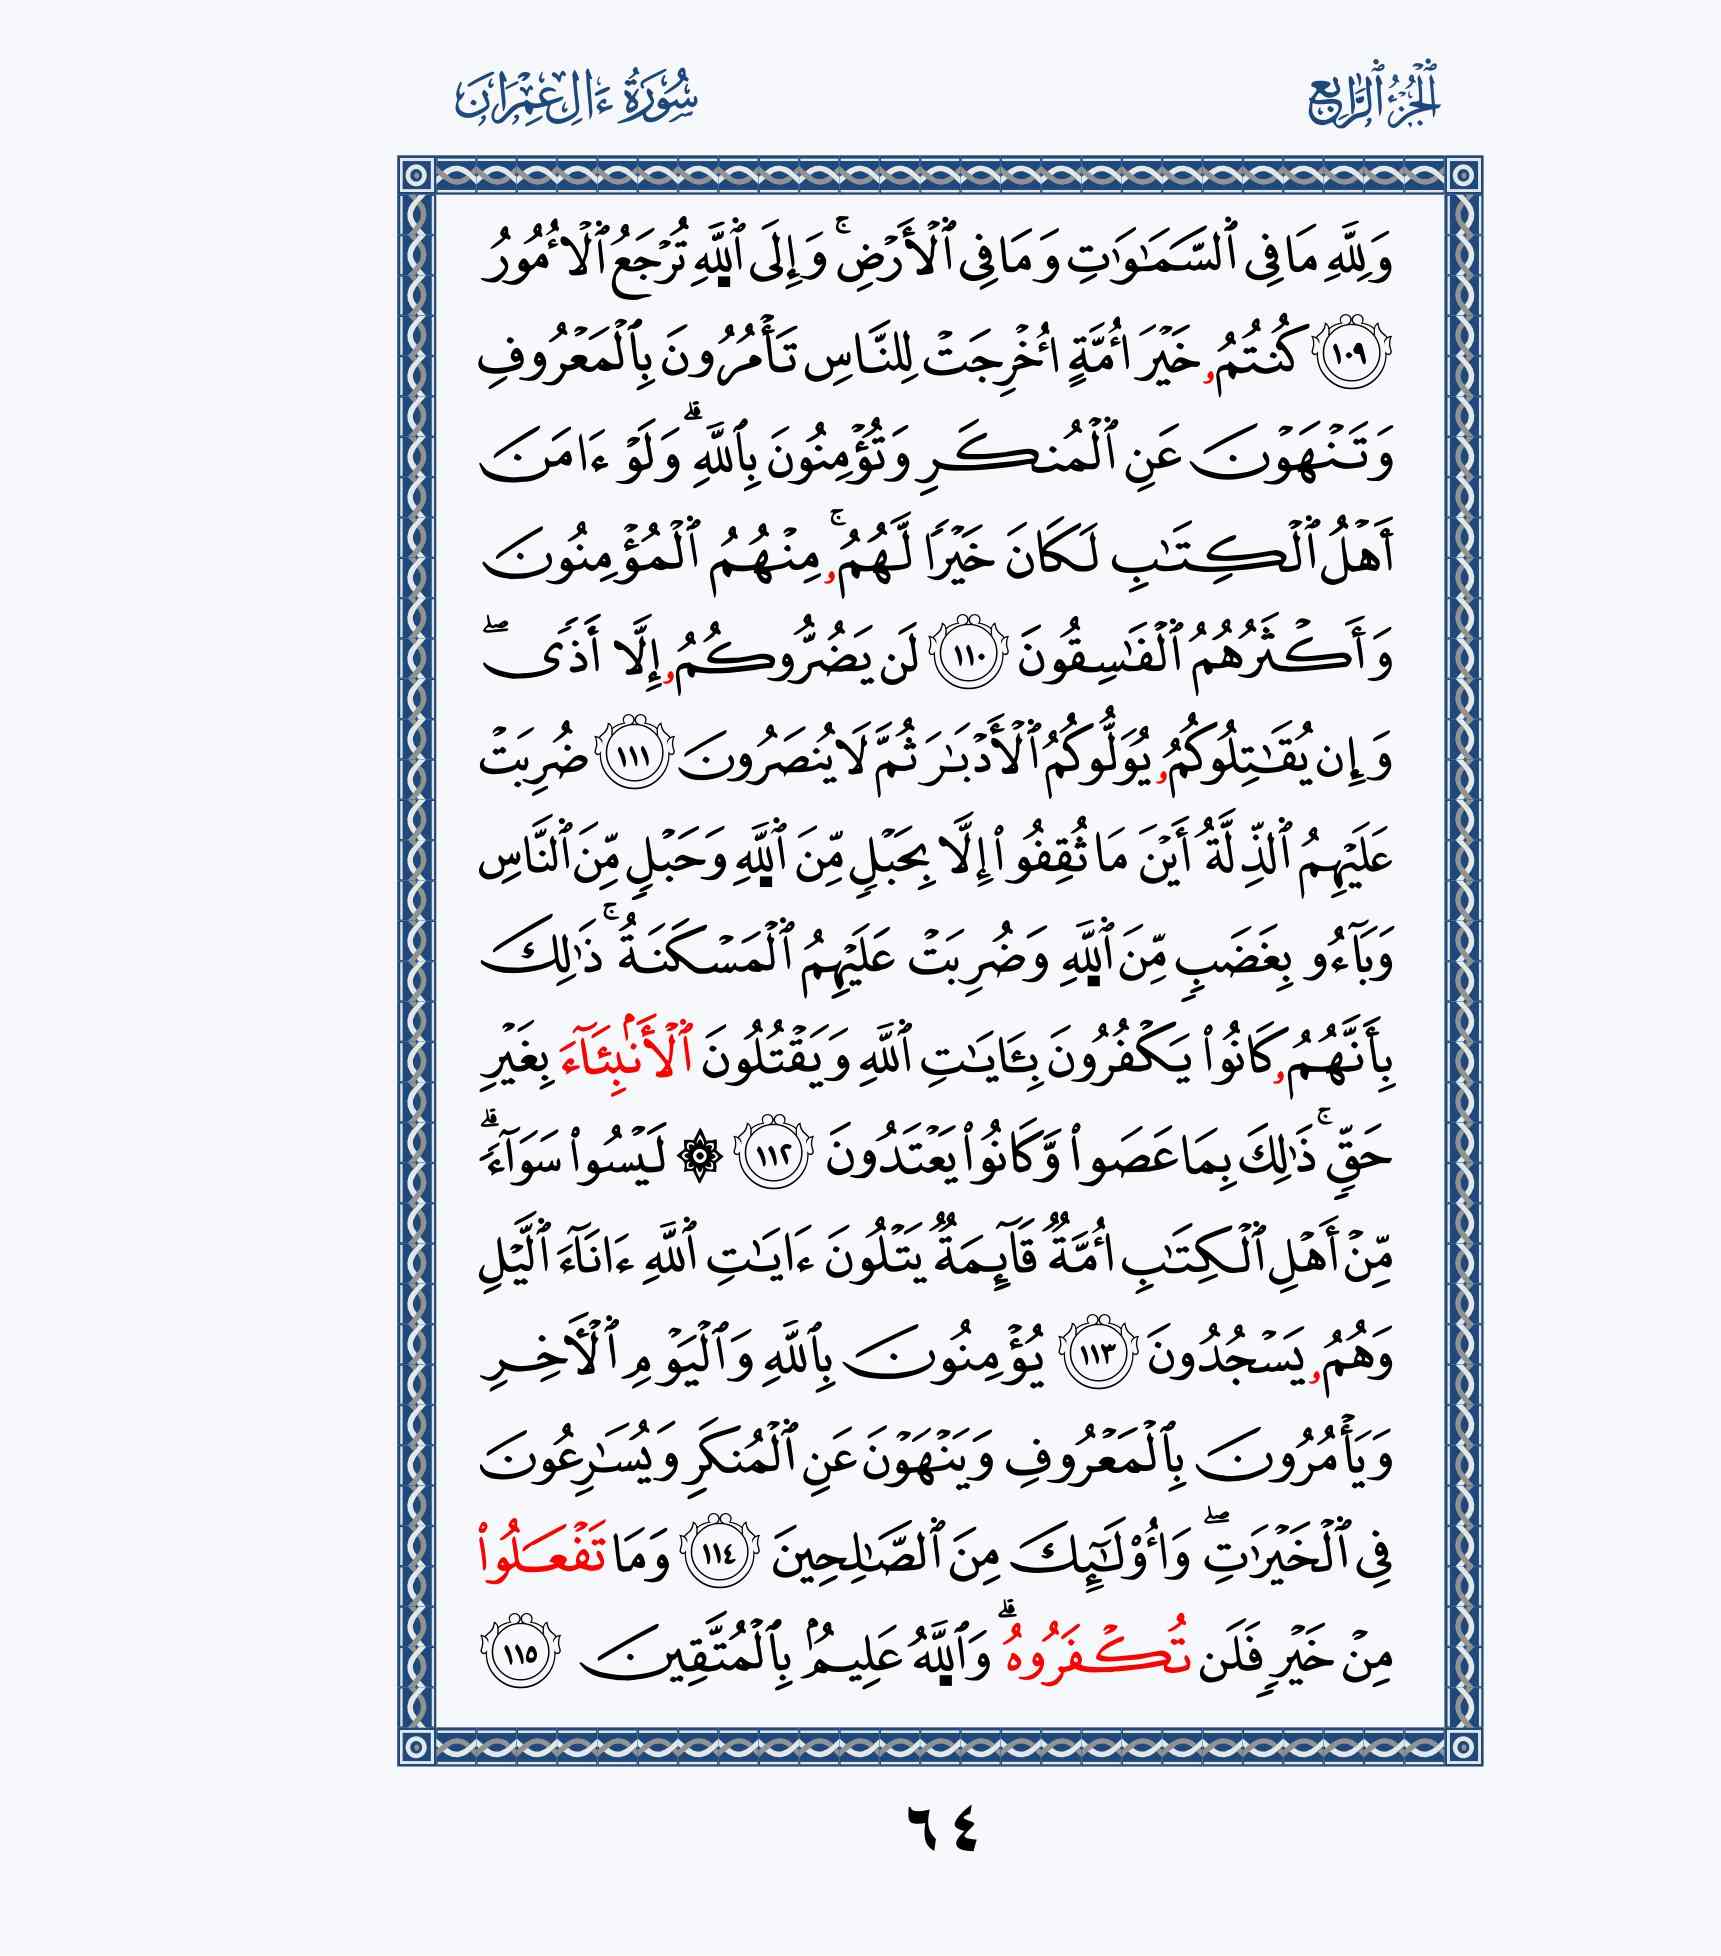 الجزء الرابع
سورة ءال عمران
وَلِلَّهِ مَا فِي ٱلسَّمَٰوَٰتِ وَمَا فِي ٱلۡأَرۡضِۚ وَإِلَى ٱللَّهِ تُرۡجَعُ ٱلۡأُمُورُ
١٠٩ كُنتُمُۥ خَيۡرَ أُمَّةٍ أُخۡرِجَتۡ لِلنَّاسِ تَأۡمُرُونَ بِٱلۡمَعۡرُوفِ
وَتَنۡهَوۡنَ عَنِ ٱلۡمُنكَرِ وَتُؤۡمِنُونَ بِٱللَّهِۗ وَلَوۡ ءَامَنَ
أَهۡلُ ٱلۡكِتَٰبِ لَكَانَ خَيۡرٗا لَّهُمُۥۚ مِنۡهُمُ ٱلۡمُؤۡمِنُونَ
وَأَكۡثَرُهُمُ ٱلۡفَٰسِقُونَ ١١٠ لَن يَضُرُّوكُمُۥ إِلَّا أَذٗىۖ
وَإِن يُقَٰتِلُوكُمُۥ يُوَلُّوكُمُ ٱلۡأَدۡبَٰرَ ثُمَّ لَا يُنصَرُونَ ١١١ ضُرِبَتۡ
عَلَيۡهِمُ ٱلذِّلَّةُ أَيۡنَ مَا ثُقِفُوٓاْ إِلَّا بِحَبۡلٖ مِّنَ ٱللَّهِ وَحَبۡلٖ مِّنَ ٱلنَّاسِ
وَبَآءُو بِغَضَبٖ مِّنَ ٱللَّهِ وَضُرِبَتۡ عَلَيۡهِمُ ٱلۡمَسۡكَنَةُۚ ذَٰلِكَ
بِأَنَّهُمُۥ كَانُواْ يَكۡفُرُونَ بِـَٔايَٰتِ ٱللَّهِ وَيَقۡتُلُونَ ٱلۡأَنۢبِئَآءَ بِغَيۡرِ
حَقّٖۚ ذَٰلِكَ بِمَا عَصَواْ وَّكَانُواْ يَعۡتَدُونَ ١١٢ ۞ لَيۡسُواْ سَوَآءٗۗ
مِّنۡ أَهۡلِ ٱلۡكِتَٰبِ أُمَّةٞ قَآئِمَةٞ يَتۡلُونَ ءَايَٰتِ ٱللَّهِ ءَانَآءَ ٱلَّيۡلِ
وَهُمُۥ يَسۡجُدُونَ ١١٣ يُؤۡمِنُونَ بِٱللَّهِ وَٱلۡيَوۡمِ ٱلۡأٓخِرِ
وَيَأۡمُرُونَ بِٱلۡمَعۡرُوفِ وَيَنۡهَوۡنَ عَنِ ٱلۡمُنكَرِ وَيُسَٰرِعُونَ
فِي ٱلۡخَيۡرَٰتِۖ وَأُوْلَٰٓئِكَ مِنَ ٱلصَّٰلِحِينَ ١١٤ وَمَا تَفۡعَلُواْ
مِنۡ خَيۡرٖ فَلَن تُكۡفَرُوهُۗ وَٱللَّهُ عَلِيمُۢ بِٱلۡمُتَّقِينَ ١١٥
٦٤